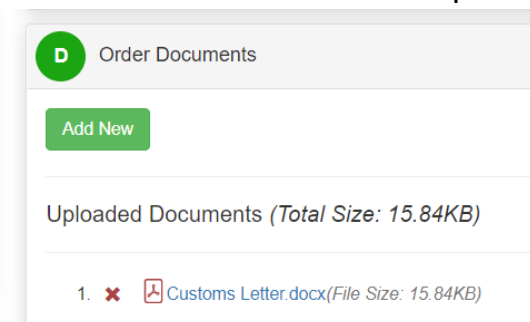 D Order Documents
Add New
Uploaded Documents (Total Size: 15.84KB)
1. Customs Letter.docx(File Size: 15.84KB)